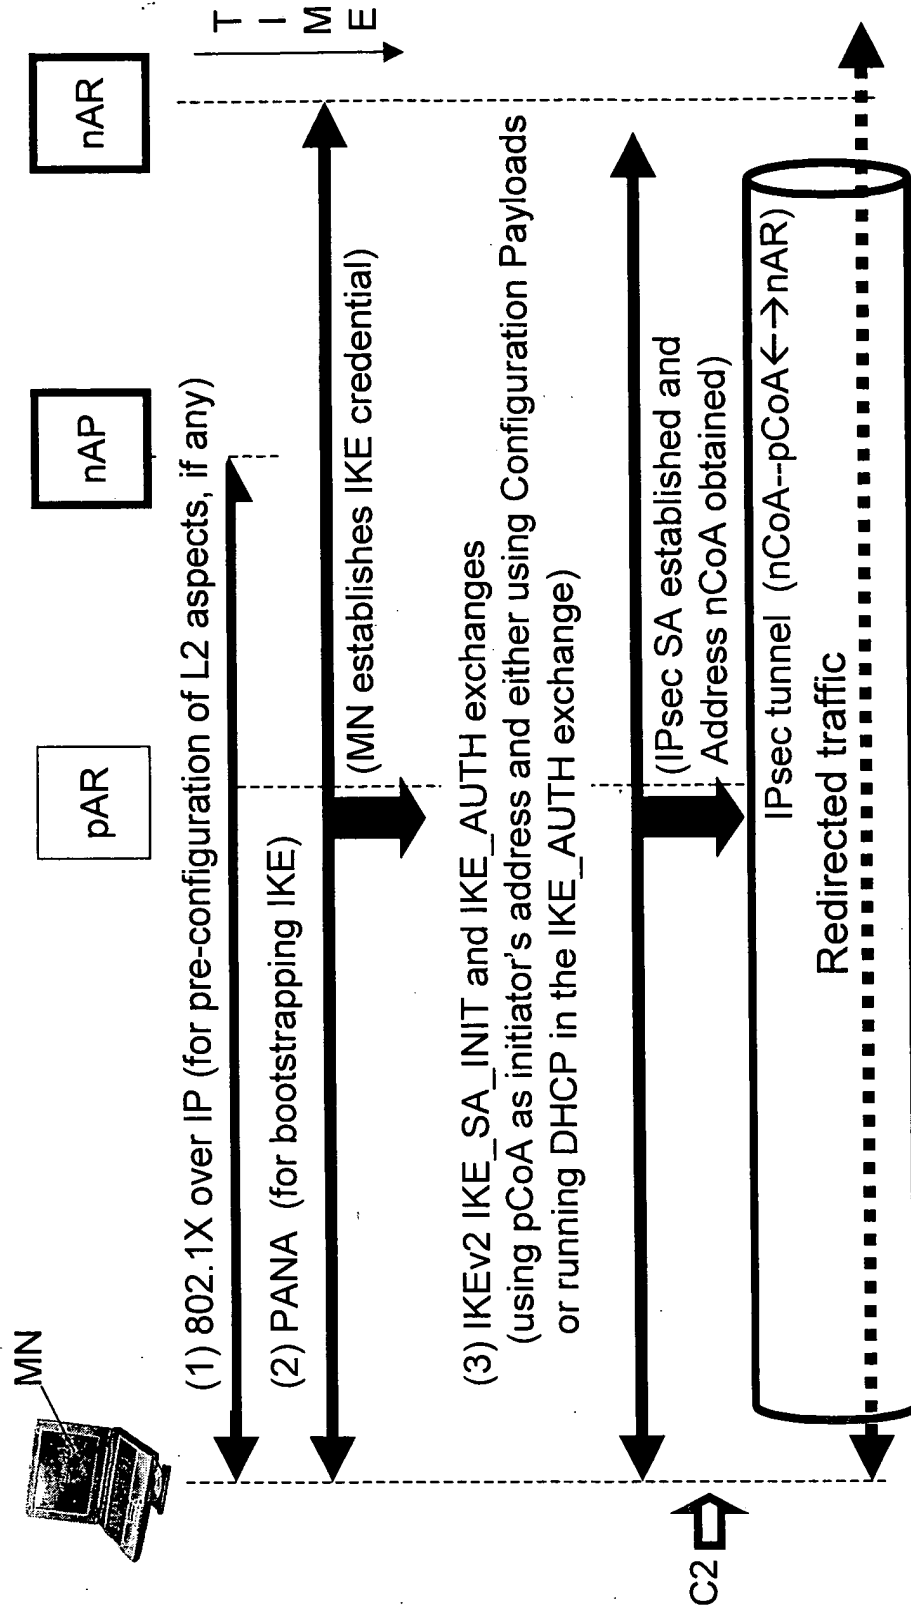 MN
pAR
nAP
nAR
T
I
M
E
(1) 802.1X over IP (for pre-configuration of L2 aspects, if any)
(2) PANA (for bootstrapping IKE)
(MN establishes IKE credential)
(3) IKEv2 IKE_SA_INIT and IKE_AUTH exchanges
(using pCoA as initiator's address and either using Configuration Payloads
or running DHCP in the IKE_AUTH exchange)
(IPsec SA established and
Address nCoA obtained)
C2
IPsec tunnel (nCoA--pCoA←→nAR)
Redirected traffic